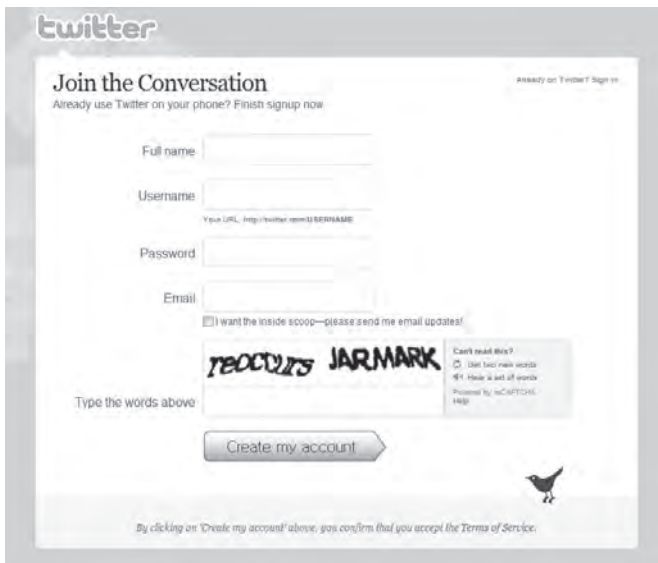 twitter
Join the Conversation
Already on Twitter? Sign in
Already use Twitter on your phone? Finish signup now
Full name
Username
Your URL: http://twitter.com/USERNAME
Password
Email
I want the inside scoop—please send me email updates!
reoccurs JARMARK
Can't read this?
Get two new words
Hear a set of words
Powered by reCAPTCHA
Help
Type the words above
Create my account
By clicking on 'Create my account' above, you confirm that you accept the Terms of Service.